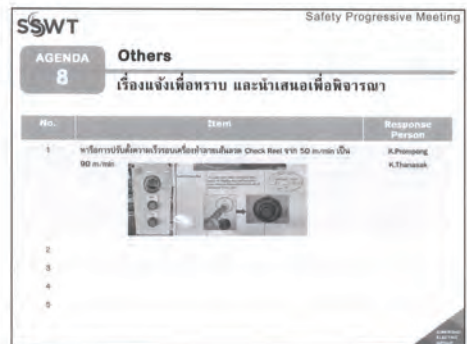 SSWT
Safety Progressive Meeting
AGENDA
8
Others
เรื่องแจ้งเพื่อทราบ และนำเสนอเพื่อพิจารณา
No.
Item
Response
Person
1
หารือการปรับตั้งความเร็วรอบเครื่องทำลายเส้นลวด Check Reel จาก 50 m/min เป็น
90 m/min
K.Prompong
K.Thanasak
2
3
4
5